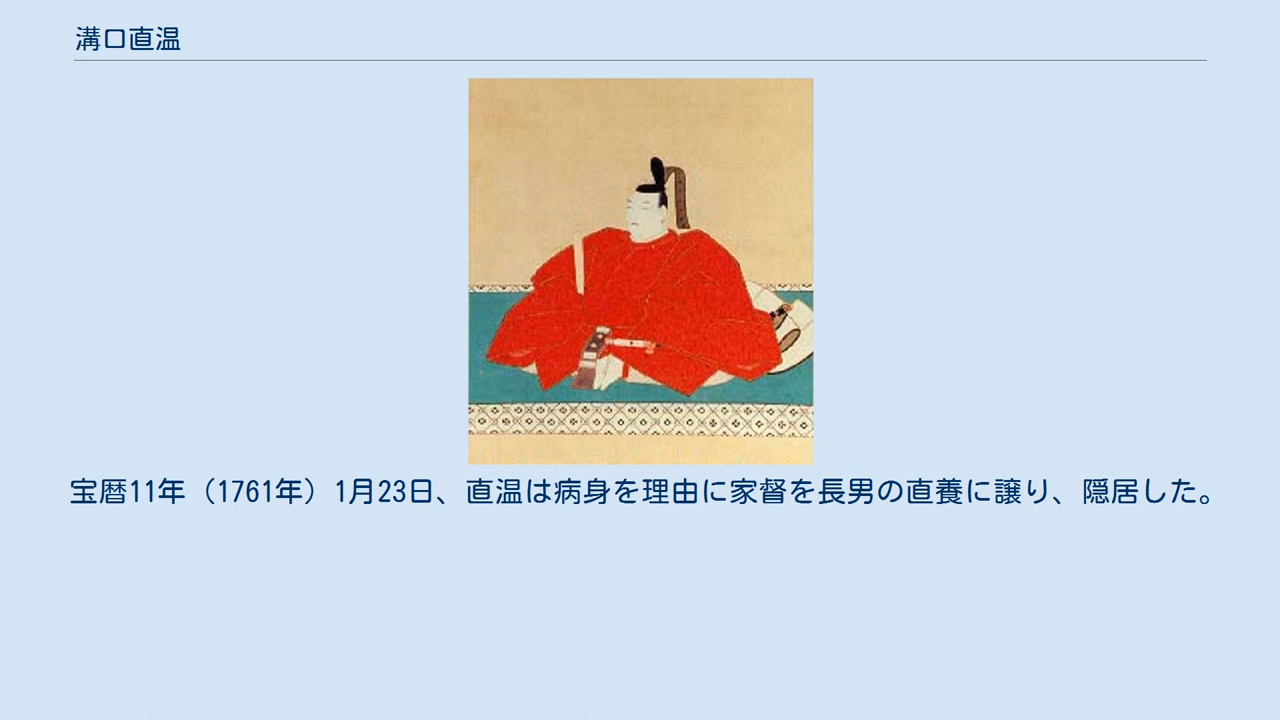 溝口直温
宝暦11年（1761年）1月23日、直温は病身を理由に家督を長男の直養に譲り、隠居した。